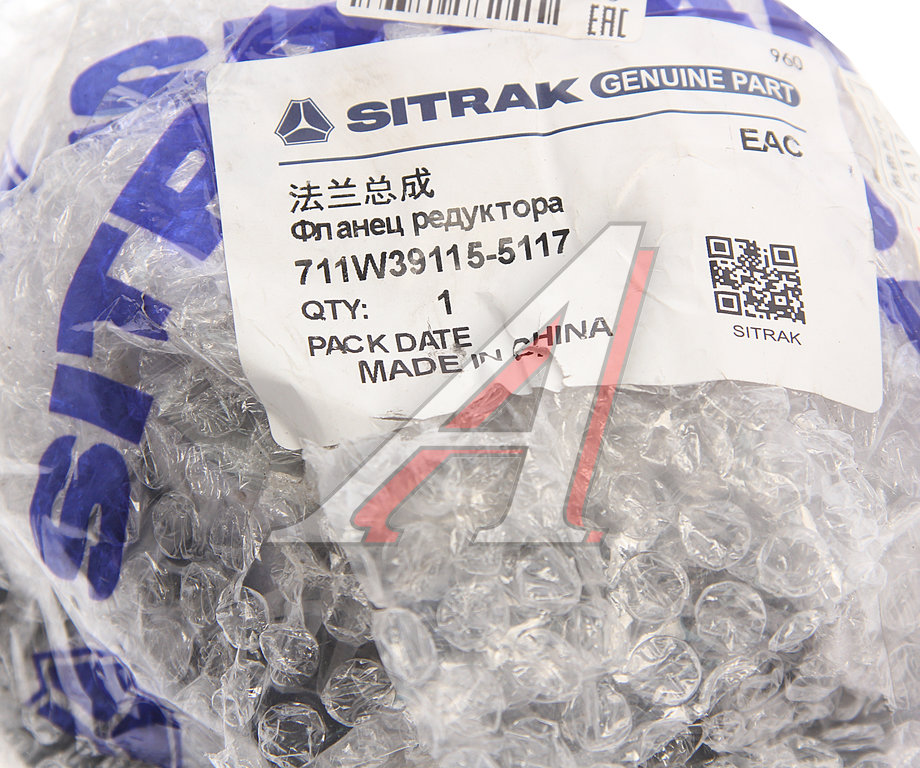 EAC
960
SITRAK GENUINE PART
EAC
法兰总成
Фланец редуктора
711W39115-5117
QTY: 1
PACK DATE
MADE IN CHINA
SITRAK
SITRAK